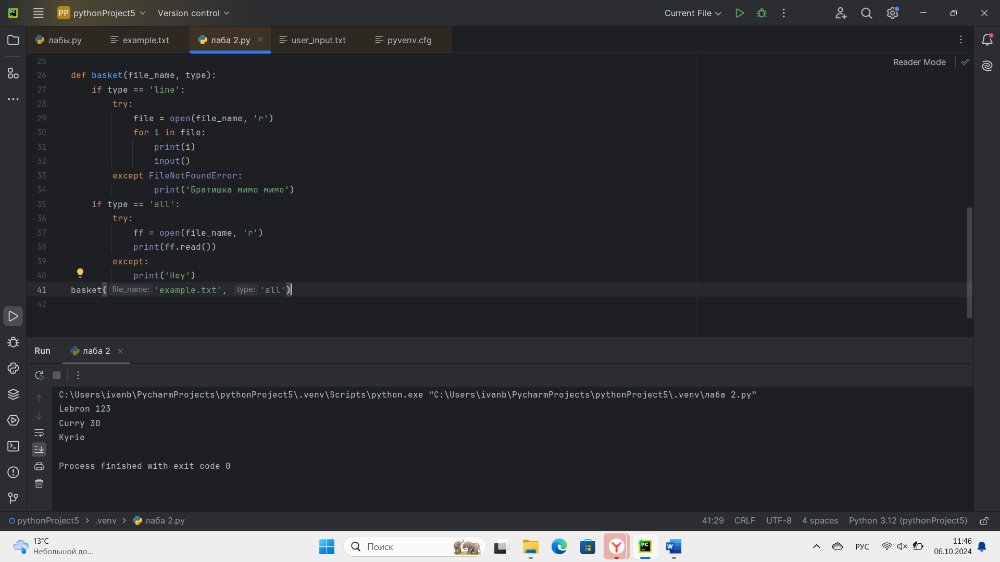 PP pythonProject5 Version control Current File
лабы.py example.txt лаба 2.py user_input.txt pyvenv.cfg
Reader Mode
25
26 def basket(file_name, type):
27 if type == 'line':
28 try:
29 file = open(file_name, 'r')
30 for i in file:
31 print(i)
32 input()
33 except FileNotFoundError:
34 print('Братишка мимо мимо')
35 if type == 'all':
36 try:
37 ff = open(file_name, 'r')
38 print(ff.read())
39 except:
40 print('Hey')
41 basket( file_name: 'example.txt', type: 'all')
42
Run лаба 2
C:\Users\ivanb\PycharmProjects\pythonProject5\.venv\Scripts\python.exe "C:\Users\ivanb\PycharmProjects\pythonProject5\.venv\лаба 2.py"
Lebron 123
Curry 30
Kyrie
Process finished with exit code 0
pythonProject5 > .venv > лаба 2.py 41:29 CRLF UTF-8 4 spaces Python 3.12 (pythonProject5)
13°C
Небольшой до...
Поиск
РУС
11:46
06.10.2024